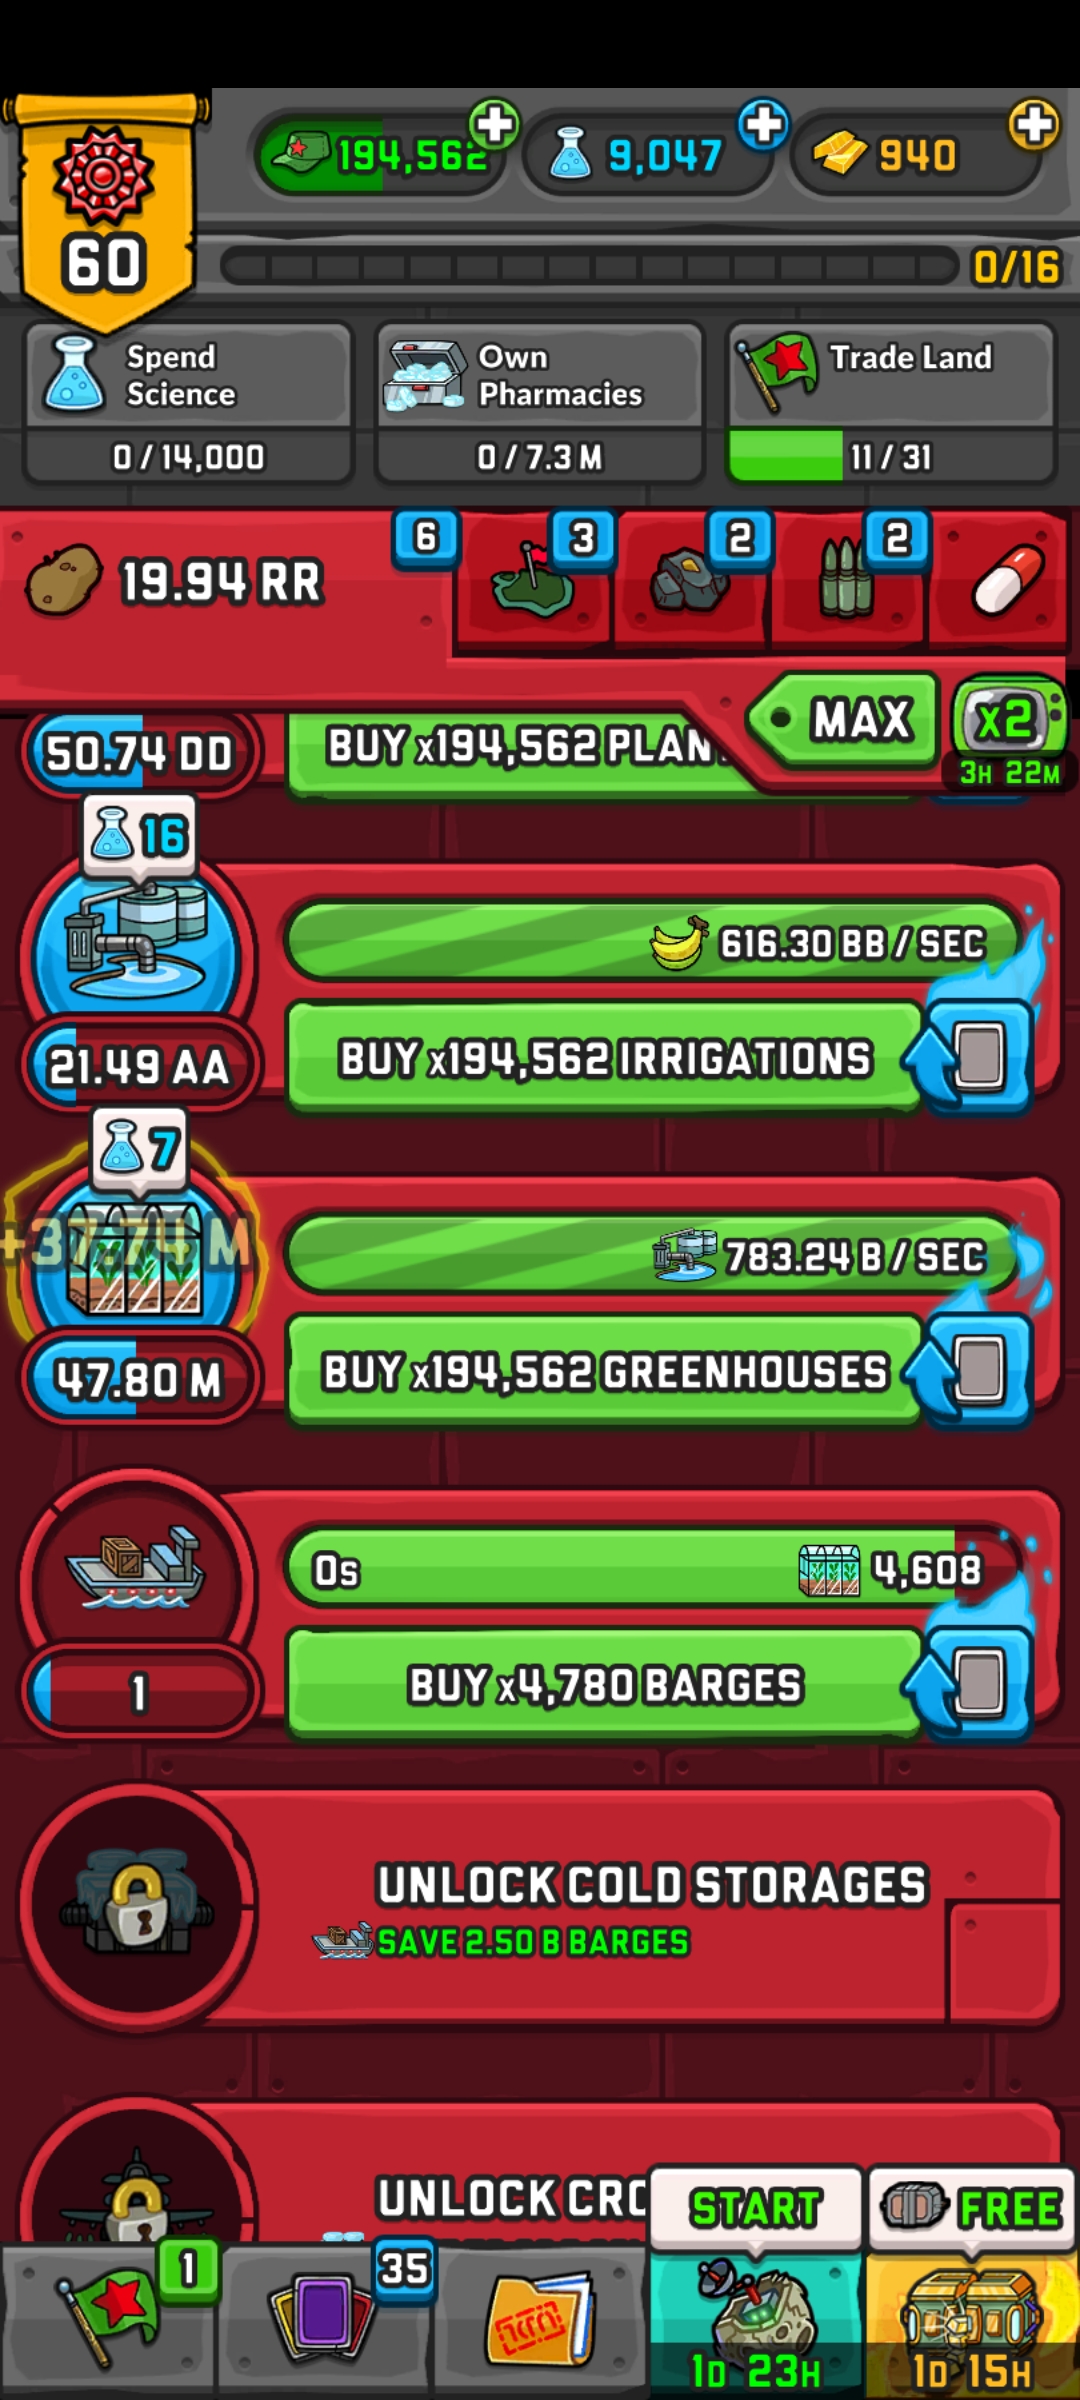 194,562
9,047
940
60
0/16
Spend
Science
0 / 14,000
Own
Pharmacies
0 / 7.3 M
Trade Land
11 / 31
19.94 RR
6
3
2
2
MAX
x2
3H 22M
50.74 DD
BUY x194,562 PLAN
16
616.30 BB / SEC
21.49 AA
BUY x194,562 IRRIGATIONS
7
+37.74 M
783.24 B / SEC
47.80 M
BUY x194,562 GREENHOUSES
0s
4,608
1
BUY x4,780 BARGES
UNLOCK COLD STORAGES
SAVE 2.50 B BARGES
UNLOCK CRO
START
FREE
1
35
1D 23H
1D 15H